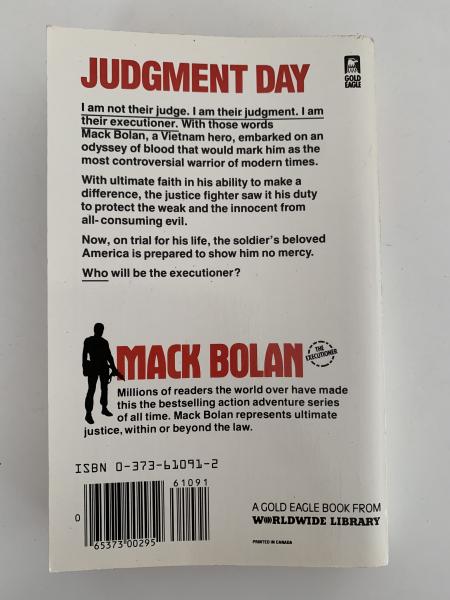 JUDGMENT DAY
GOLD
EAGLE
I am not their judge. I am their judgment. I am
their executioner. With those words
Mack Bolan, a Vietnam hero, embarked on an
odyssey of blood that would mark him as the
most controversial warrior of modern times.
With ultimate faith in his ability to make a
difference, the justice fighter saw it his duty
to protect the weak and the innocent from
all-consuming evil.
Now, on trial for his life, the soldier's beloved
America is prepared to show him no mercy.
Who will be the executioner?
MACK BOLAN
THE
EXECUTIONER
Millions of readers the world over have made
this the bestselling action adventure series
of all time. Mack Bolan represents ultimate
justice, within or beyond the law.
ISBN 0-373-61091-2
61091
0
65373 00295
A GOLD EAGLE BOOK FROM
WORLDWIDE LIBRARY
PRINTED IN CANADA